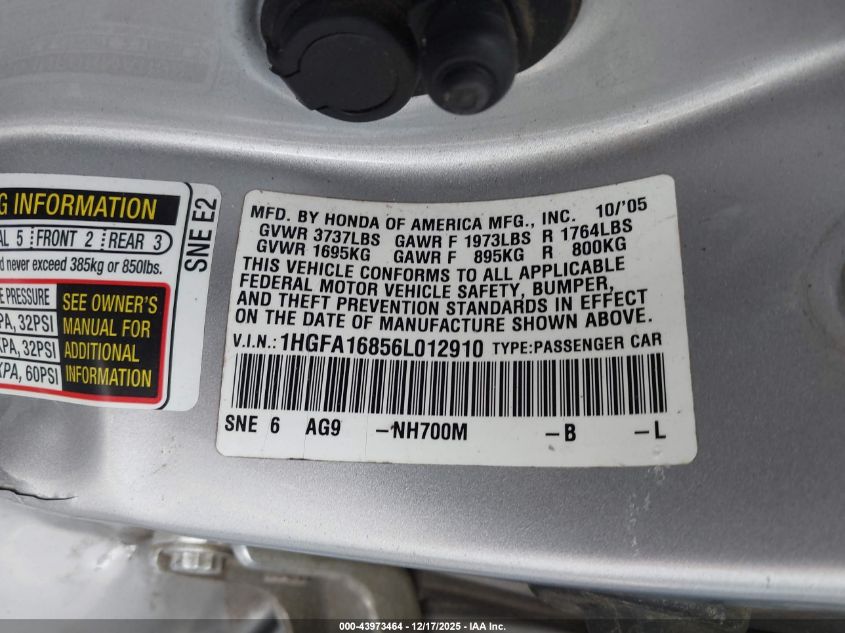 G INFORMATION
AL 5 FRONT 2 REAR 3
d never exceed 385kg or 850lbs.
E PRESSURE
PA, 32PSI
KPA, 32PSI
KPA, 60PSI
SEE OWNER'S
MANUAL FOR
ADDITIONAL
INFORMATION
SNE E2
MFD. BY HONDA OF AMERICA MFG., INC. 10/'05
GVWR 3737LBS GAWR F 1973LBS R 1764LBS
GVWR 1695KG GAWR F 895KG R 800KG
THIS VEHICLE CONFORMS TO ALL APPLICABLE
FEDERAL MOTOR VEHICLE SAFETY, BUMPER,
AND THEFT PREVENTION STANDARDS IN EFFECT
ON THE DATE OF MANUFACTURE SHOWN ABOVE.
V.I.N.: 1HGFA16856L012910 TYPE:PASSENGER CAR
SNE 6 AG9 -NH700M -B -L
000-43973464 - 12/17/2025 - IAA Inc.